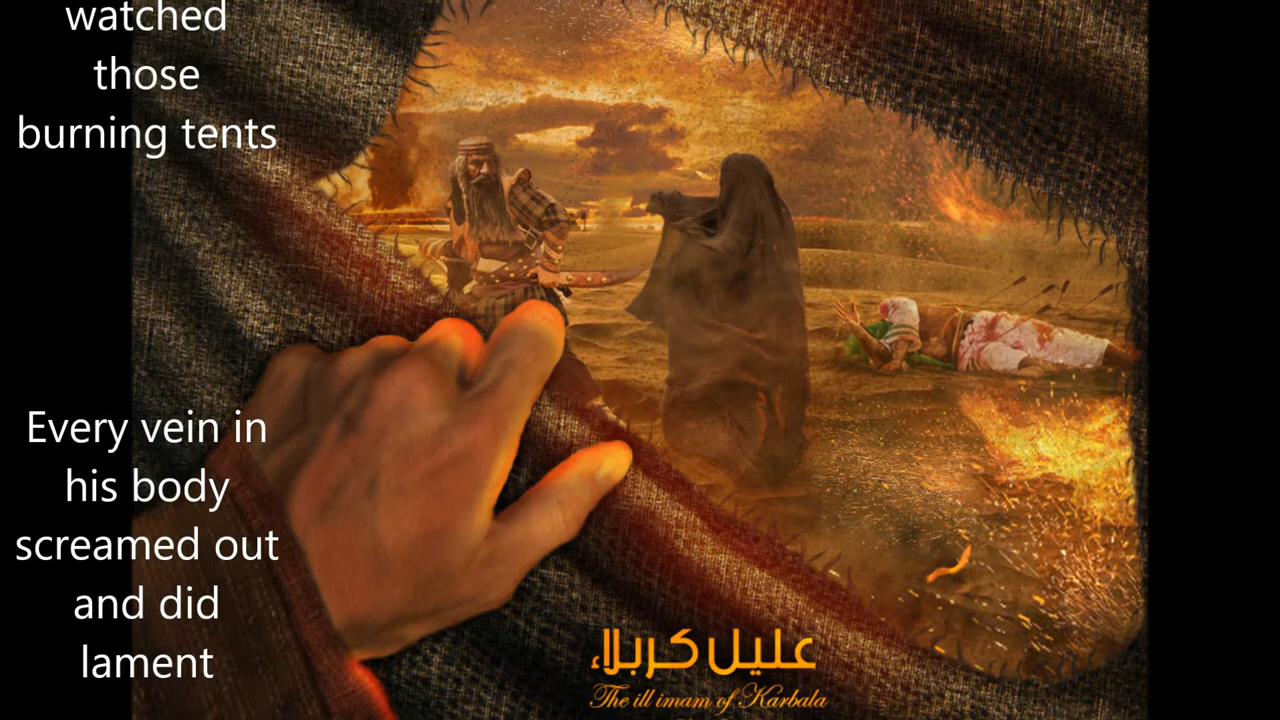 watched
those
burning tents
Every vein in
his body
screamed out
and did
lament
عليل كربلاء
The ill imam of Karbala